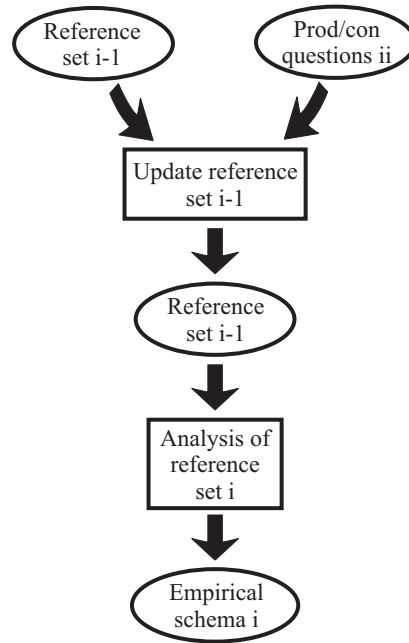 Reference
set i-1
Prod/con
questions ii
Update reference
set i-1
Reference
set i-1
Analysis of
reference
set i
Empirical
schema i